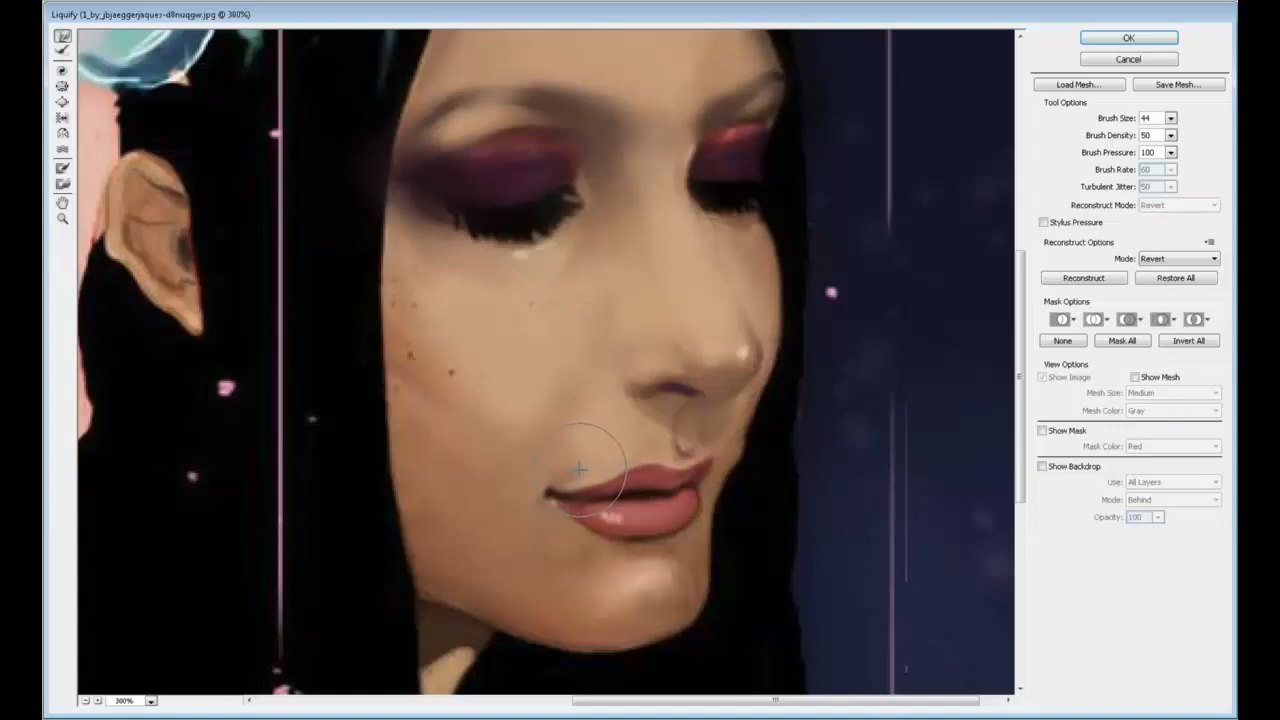 Liquify (1_by_jbjaeggerjaques-d8nuqgw.jpg @ 300%)
OK
Cancel
Load Mesh...
Save Mesh...
Tool Options
Brush Size: 44
Brush Density: 50
Brush Pressure: 100
Brush Rate: 60
Turbulent Jitter: 50
Reconstruct Mode: Revert
Stylus Pressure
Reconstruct Options
Mode: Revert
Reconstruct
Restore All
Mask Options
None
Mask All
Invert All
View Options
Show Image
Show Mesh
Mesh Size: Medium
Mesh Color: Gray
Show Mask
Mask Color: Red
Show Backdrop
Use: All Layers
Mode: Behind
Opacity: 100
300%